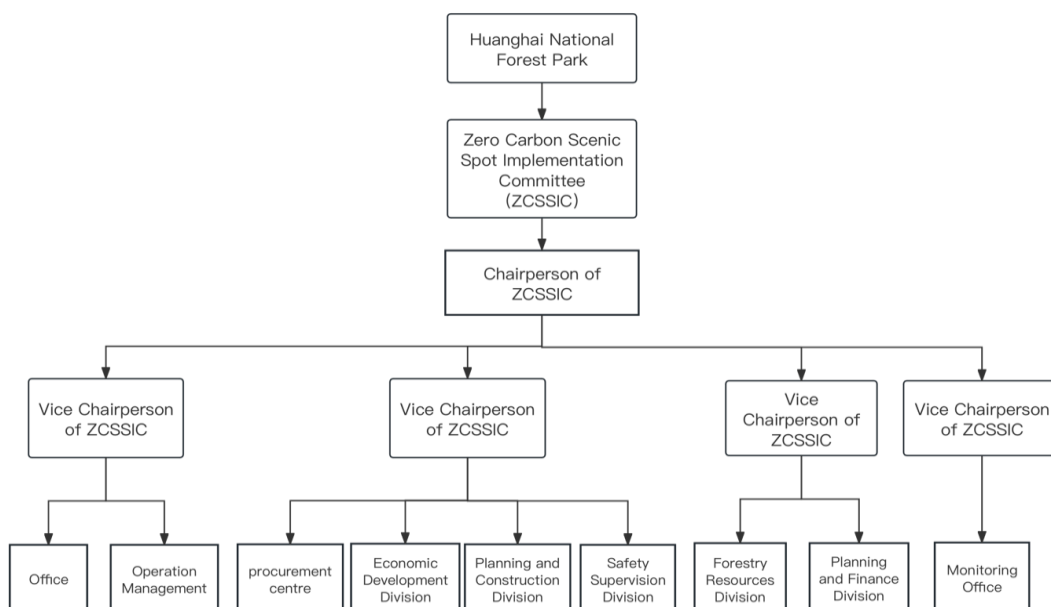 Huanghai National
Forest Park
Zero Carbon Scenic
Spot Implementation
Committee
(ZCSSIC)
Chairperson of
ZCSSIC
Vice Chairperson
of ZCSSIC
Vice Chairperson
of ZCSSIC
Vice
Chairperson of
ZCSSIC
Vice Chairperson
of ZCSSIC
Office
Operation
Management
procurement
centre
Economic
Development
Division
Planning and
Construction
Division
Safety
Supervision
Division
Forestry
Resources
Division
Planning
and Finance
Division
Monitoring
Office